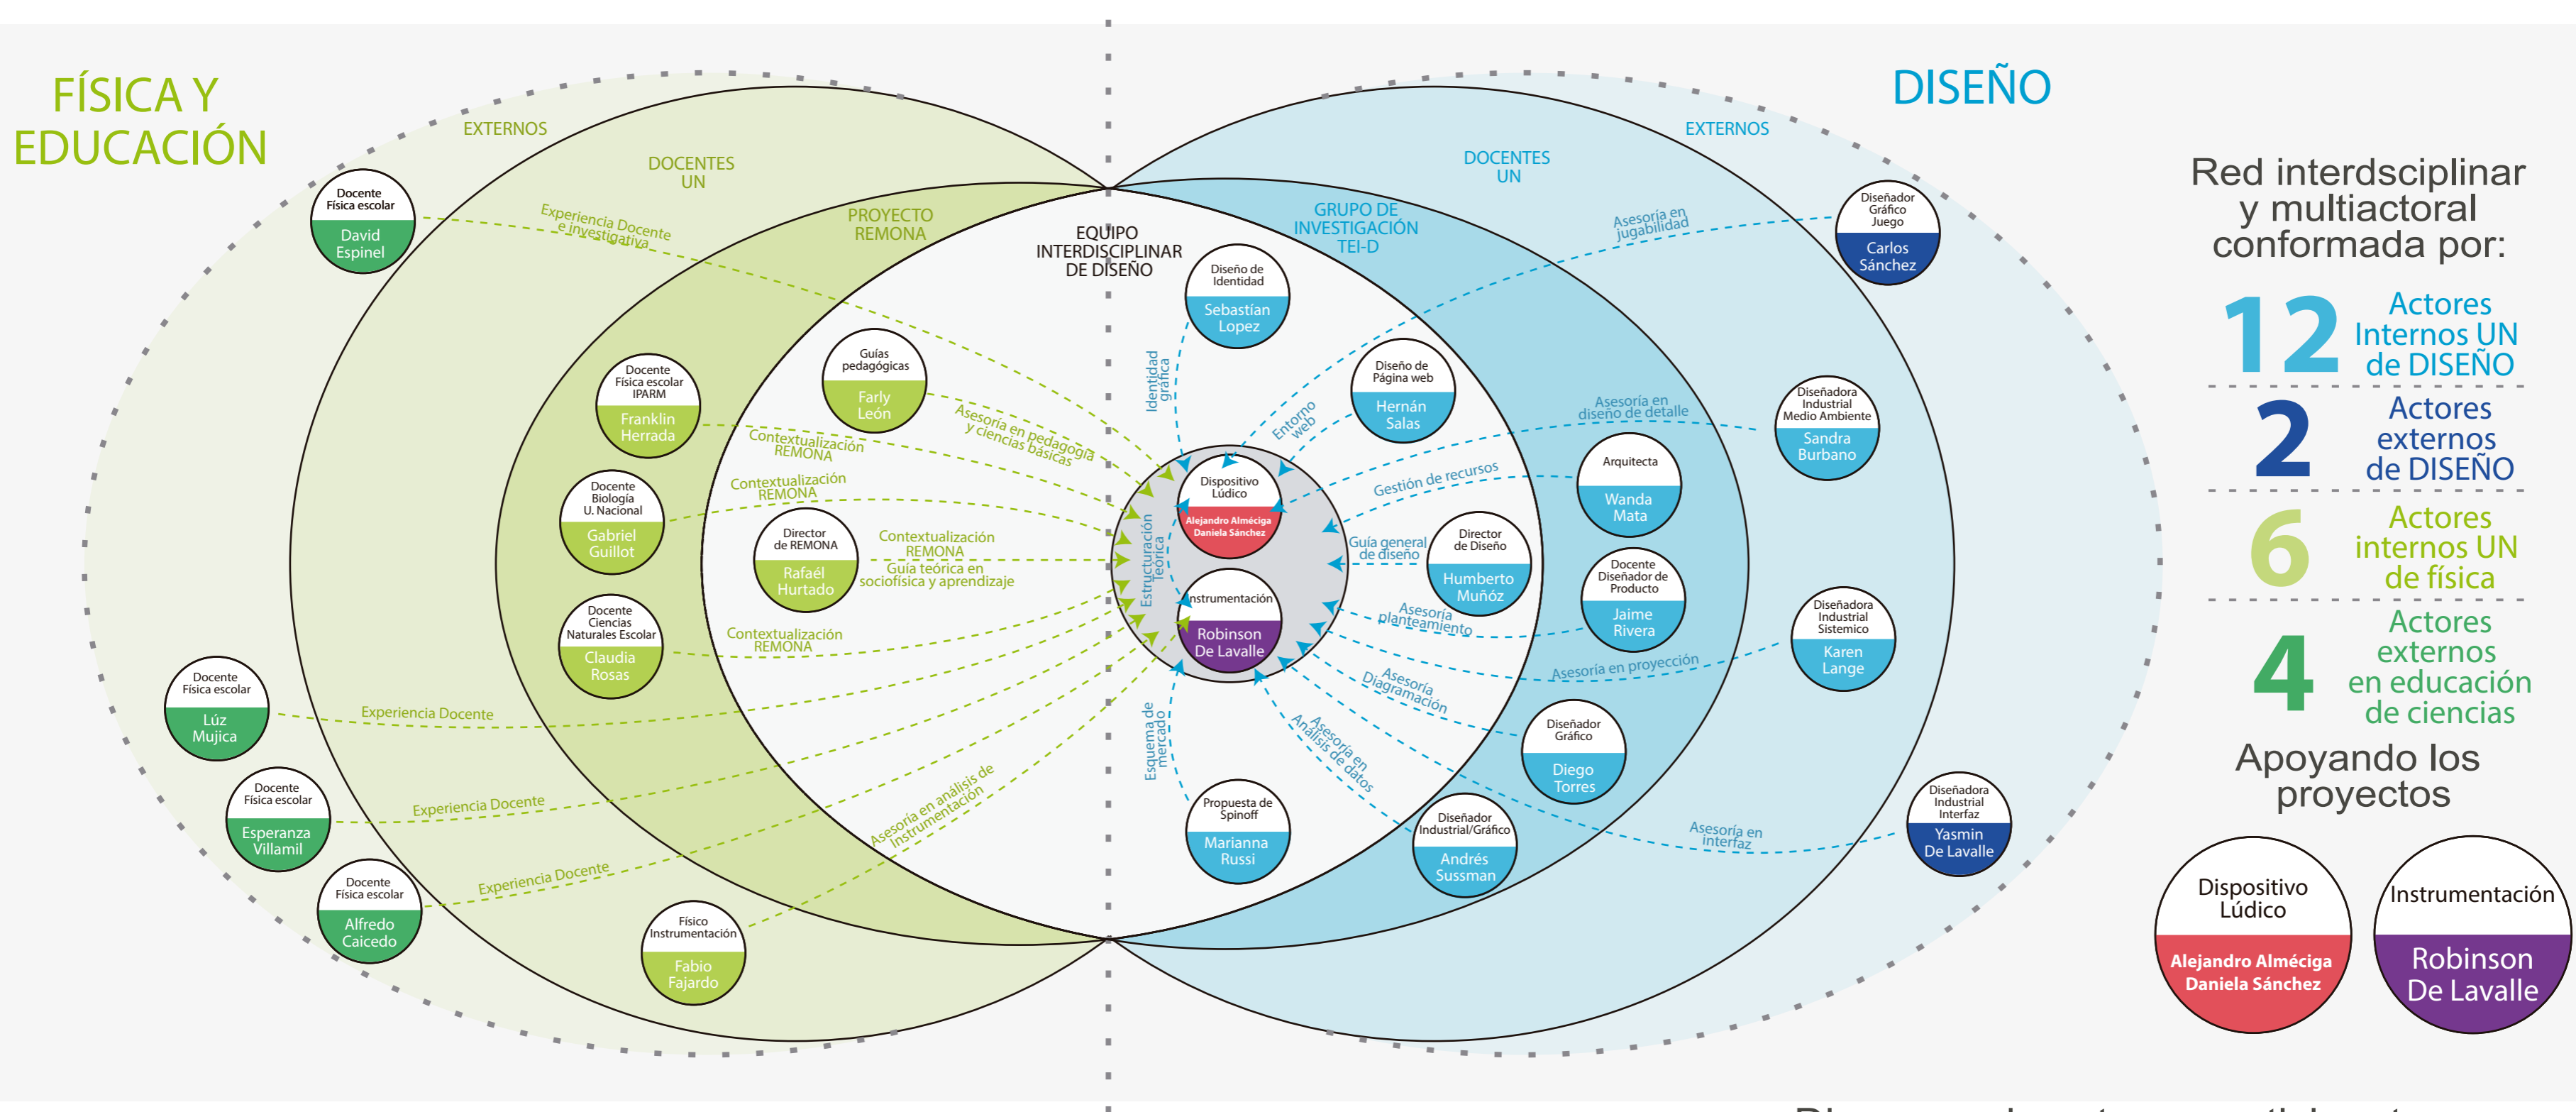 FÍSICA Y
EDUCACIÓN
EXTERNOS
DOCENTES
UN
PROYECTO
REMONA
EQUIPO
INTERDISCIPLINAR
DE DISEÑO
GRUPO DE
INVESTIGACIÓN
TEI-D
DOCENTES
UN
EXTERNOS
DISEÑO
Docente
Física escolar
David
Espinel
Experiencia Docente
e investigativa
Docente
Física escolar
IPARM
Franklin
Herrada
Contextualización
REMONA
Guías
pedagógicas
Farly
León
Asesoría en pedagogía
y ciencias básicas
Docente
Biología
U. Nacional
Gabriel
Guillot
Contextualización
REMONA
Director
de REMONA
Rafaél
Hurtado
Contextualización
REMONA
Guía teórica en
sociofísica y aprendizaje
Docente
Ciencias
Naturales Escolar
Claudia
Rosas
Contextualización
REMONA
Docente
Física escolar
Lúz
Mujica
Experiencia Docente
Docente
Física escolar
Esperanza
Villamil
Experiencia Docente
Docente
Física escolar
Alfredo
Caicedo
Experiencia Docente
Físico
Instrumentación
Fabio
Fajardo
Asesoría en análisis de
Instrumentación
Diseño de
Identidad
Sebastían
Lopez
Identidad
gráfica
Diseño de
Página web
Hernán
Salas
Entorno
web
Dispositivo
Lúdico
Alejandro Alméciga
Daniela Sánchez
Estructuración
Teórica
Instrumentación
Robinson
De Lavalle
Diseñador
Gráfico
Juego
Carlos
Sánchez
Asesoría en
jugabilidad
Diseñadora
Industrial
Medio Ambiente
Sandra
Burbano
Asesoría en
diseño de detalle
Arquitecta
Wanda
Mata
Gestión de recursos
Director
de Diseño
Humberto
Muñóz
Guía general
de diseño
Docente
Diseñador de
Producto
Jaime
Rivera
Asesoría
planteamiento
Diseñadora
Industrial
Sistemico
Karen
Lange
Asesoría en proyección
Diseñador
Gráfico
Diego
Torres
Asesoría
Diagramación
Diseñador
Industrial/Gráfico
Andrés
Sussman
Asesoría en
Análisis de datos
Propuesta de
Spinoff
Marianna
Russi
Esquema de
mercado
Diseñadora
Industrial
Interfaz
Yasmin
De Lavalle
Asesoría en
interfaz
Red interdsciplinar
y multiactoral
conformada por:
12
Actores
Internos UN
de DISEÑO
2
Actores
externos
de DISEÑO
6
Actores
internos UN
de física
4
Actores
externos
en educación
de ciencias
Apoyando los
proyectos
Dispositivo
Lúdico
Alejandro Alméciga
Daniela Sánchez
Instrumentación
Robinson
De Lavalle